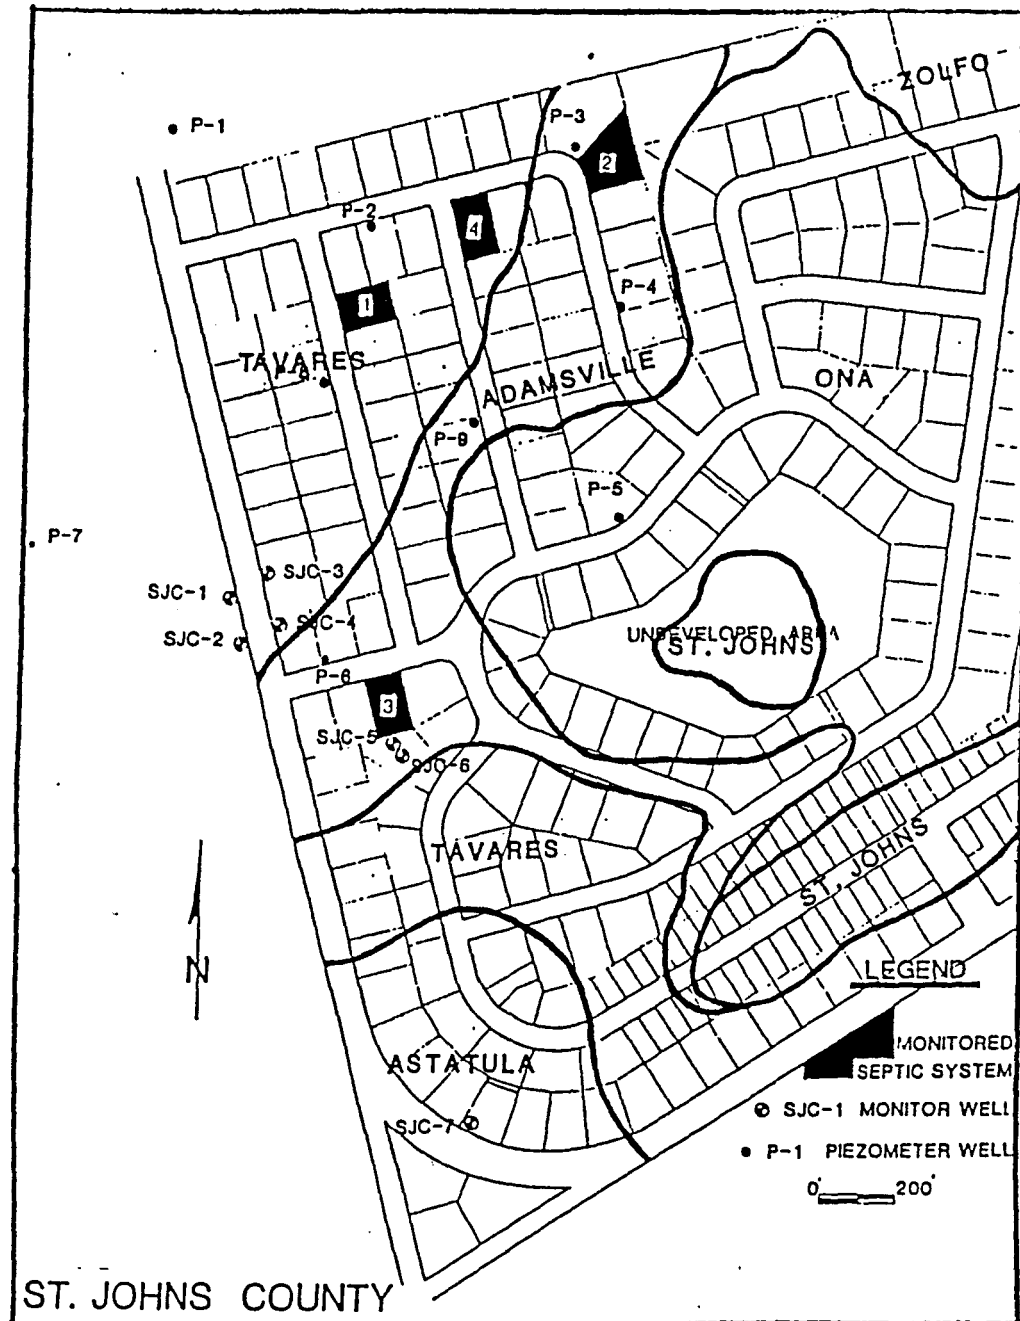 ZOLFO
P-1
P-3
2
P-2
4
P-4
1
TAVARES
ADAMSVILLE
ONA
P-9
P-5
P-7
SJC-3
SJC-1
SJC-4
SJC-2
UNDEVELOPED AREA
ST. JOHNS
P-6
3
SJC-5
SJC-6
TAVARES
ST. JOHNS
N
LEGEND
ASTATULA
MONITORED
SEPTIC SYSTEM
SJC-1 MONITOR WELL
SJC-7
P-1 PIEZOMETER WELL
0' 200'
ST. JOHNS COUNTY